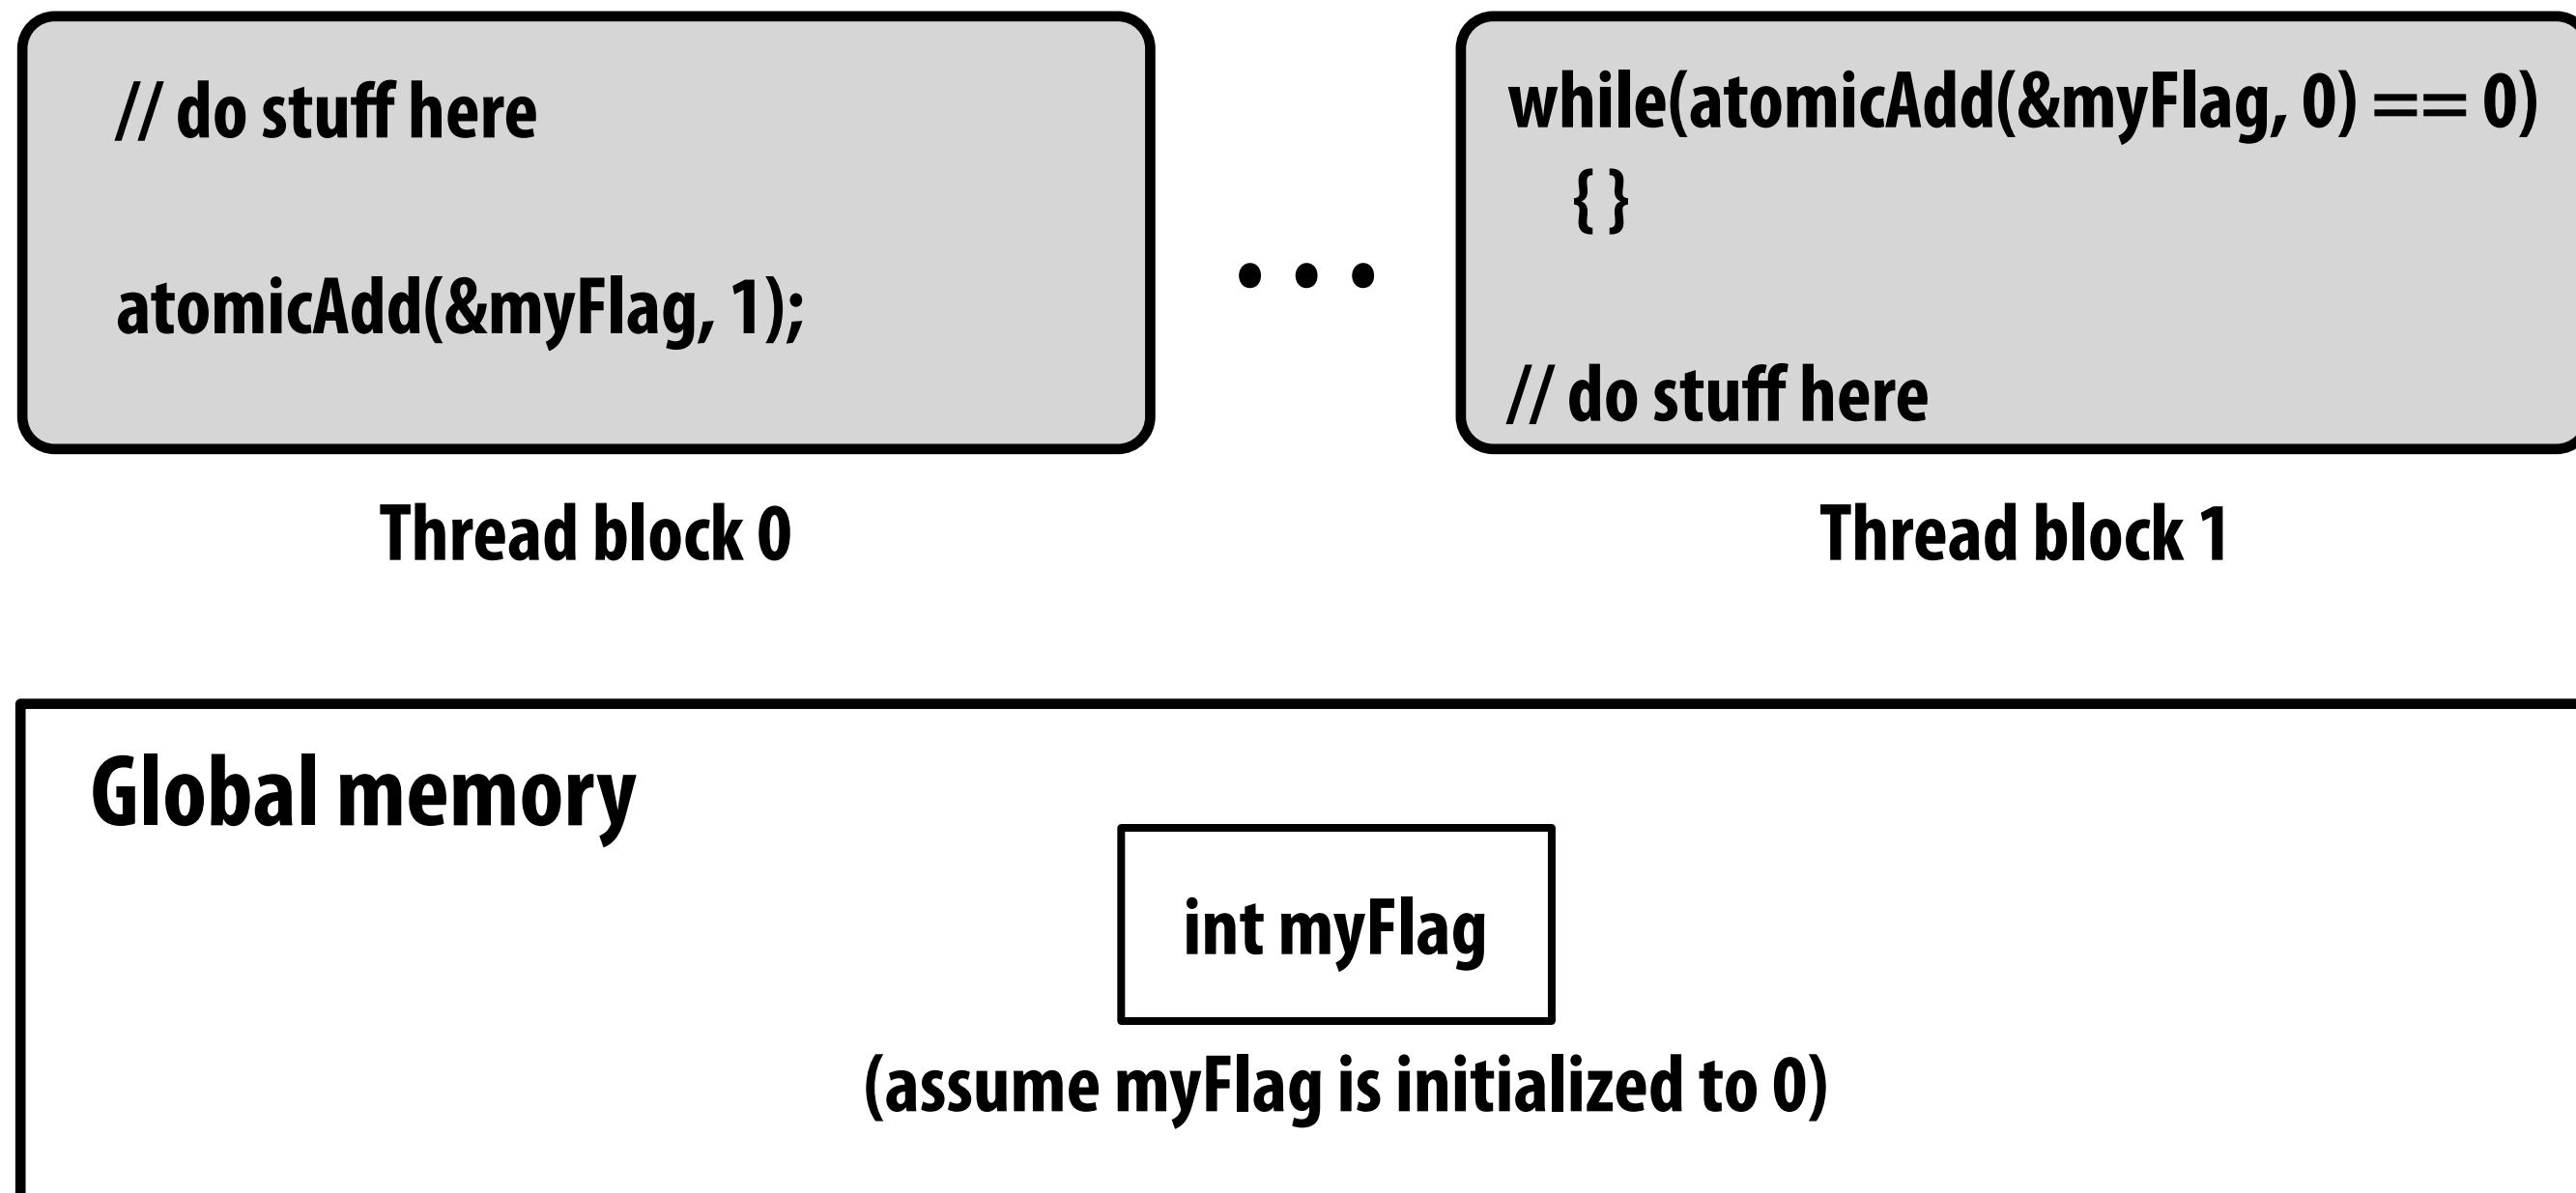 // do stuff here
atomicAdd(&myFlag, 1);
Thread block 0
• • •
while(atomicAdd(&myFlag, 0) == 0)
{ }
// do stuff here
Thread block 1
Global memory
int myFlag
(assume myFlag is initialized to 0)